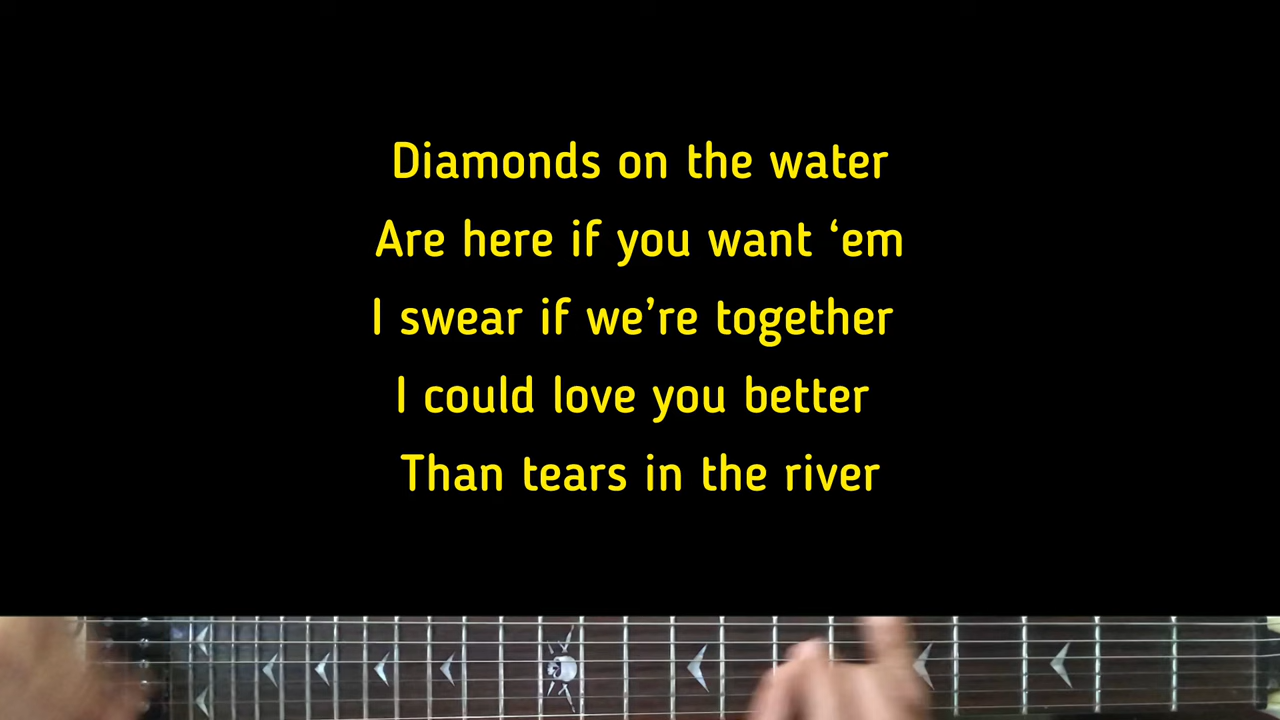 Diamonds on the water
Are here if you want ‘em
I swear if we’re together
I could love you better
Than tears in the river